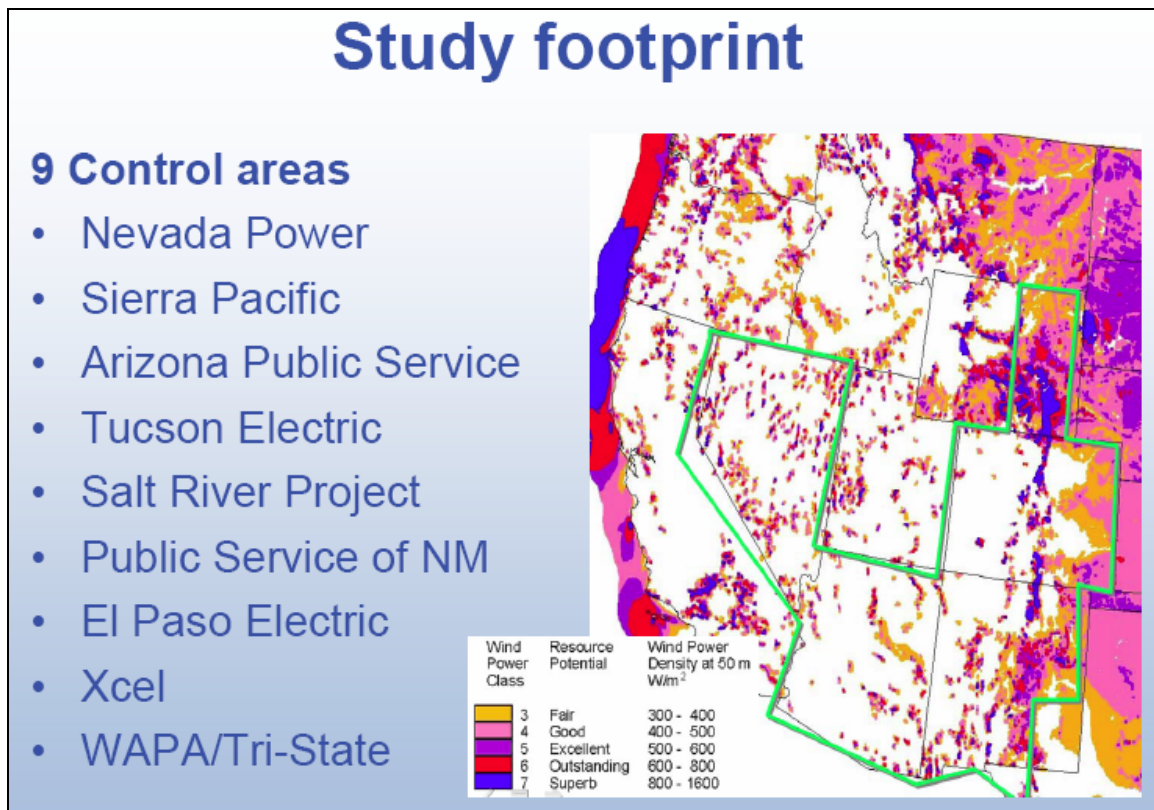 Study footprint
9 Control areas
• Nevada Power
• Sierra Pacific
• Arizona Public Service
• Tucson Electric
• Salt River Project
• Public Service of NM
• El Paso Electric
• Xcel
• WAPA/Tri-State
Wind Resource Wind Power
Power Potential Density at 50 m
Class W/m²
3 Fair 300 - 400
4 Good 400 - 500
5 Excellent 500 - 600
6 Outstanding 600 - 800
7 Superb 800 - 1600